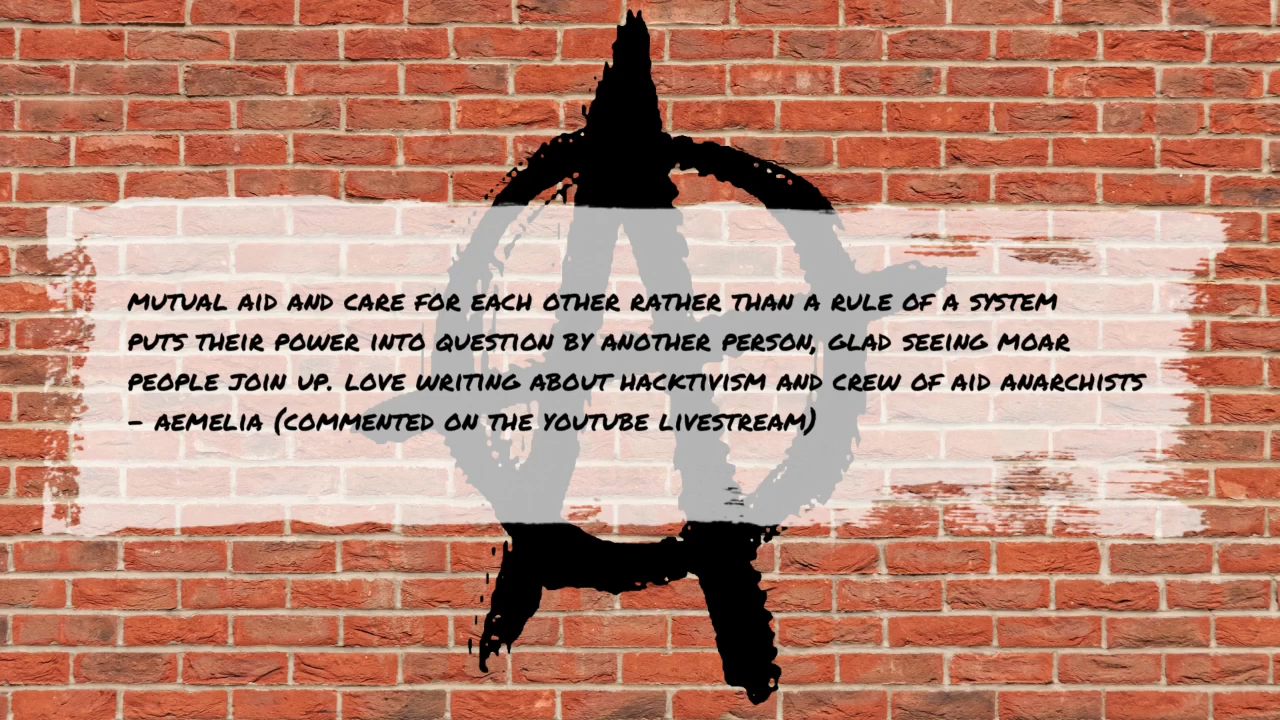 MUTUAL AID AND CARE FOR EACH OTHER RATHER THAN A RULE OF A SYSTEM
PUTS THEIR POWER INTO QUESTION BY ANOTHER PERSON, GLAD SEEING MOAR
PEOPLE JOIN UP. LOVE WRITING ABOUT HACKTIVISM AND CREW OF AID ANARCHISTS
- AEMELIA (COMMENTED ON THE YOUTUBE LIVESTREAM)